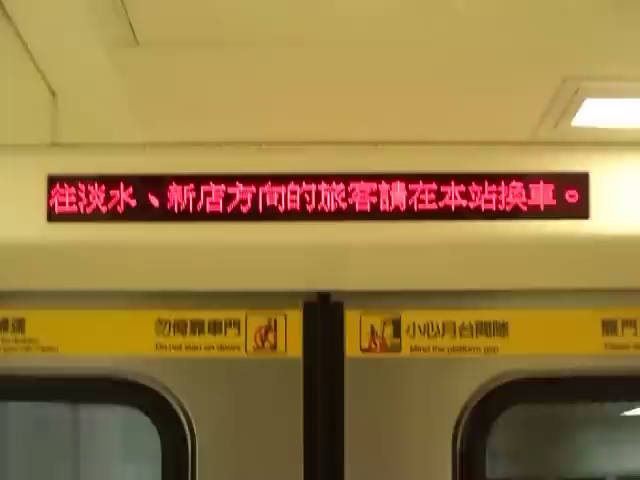 往淡水、新店方向的旅客請在本站換車。
勿倚靠車門
Do not lean on doors
小心月台間隙
Mind the platform gap